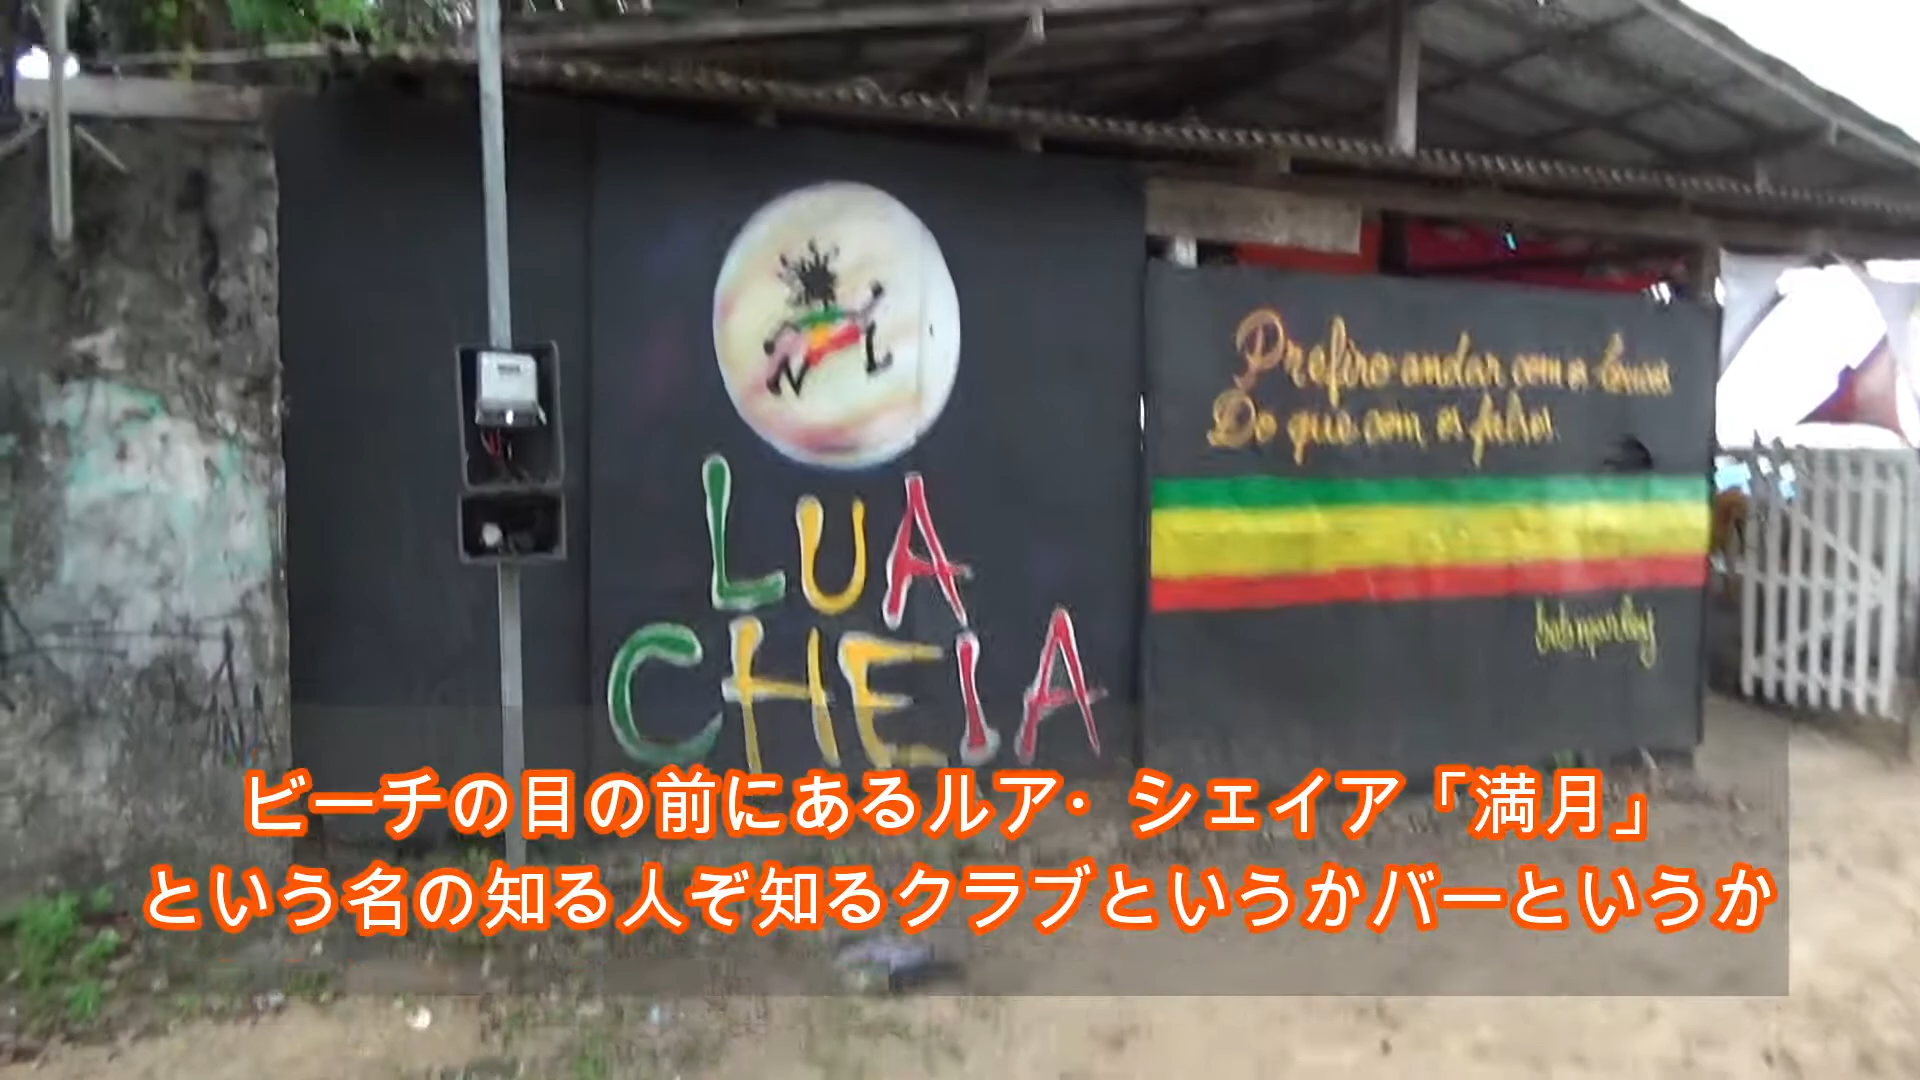 LUA
CHEIA
Prefiro andar com os loucos
Do que com os falsos.
bob marley
ビーチの目の前にあるルア・シェイア「満月」
という名の知る人ぞ知るクラブというかバーというか